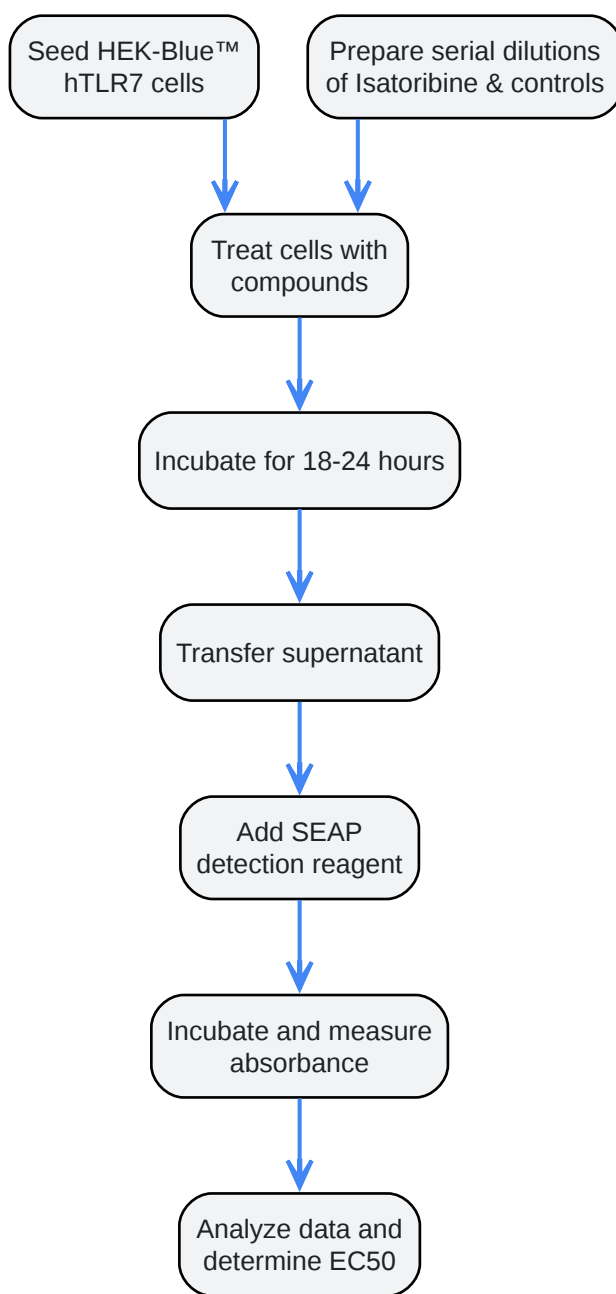 Seed HEK-Blue™
hTLR7 cells
Prepare serial dilutions
of Isatoribine & controls
Treat cells with
compounds
Incubate for 18-24 hours
Transfer supernatant
Add SEAP
detection reagent
Incubate and measure
absorbance
Analyze data and
determine EC50